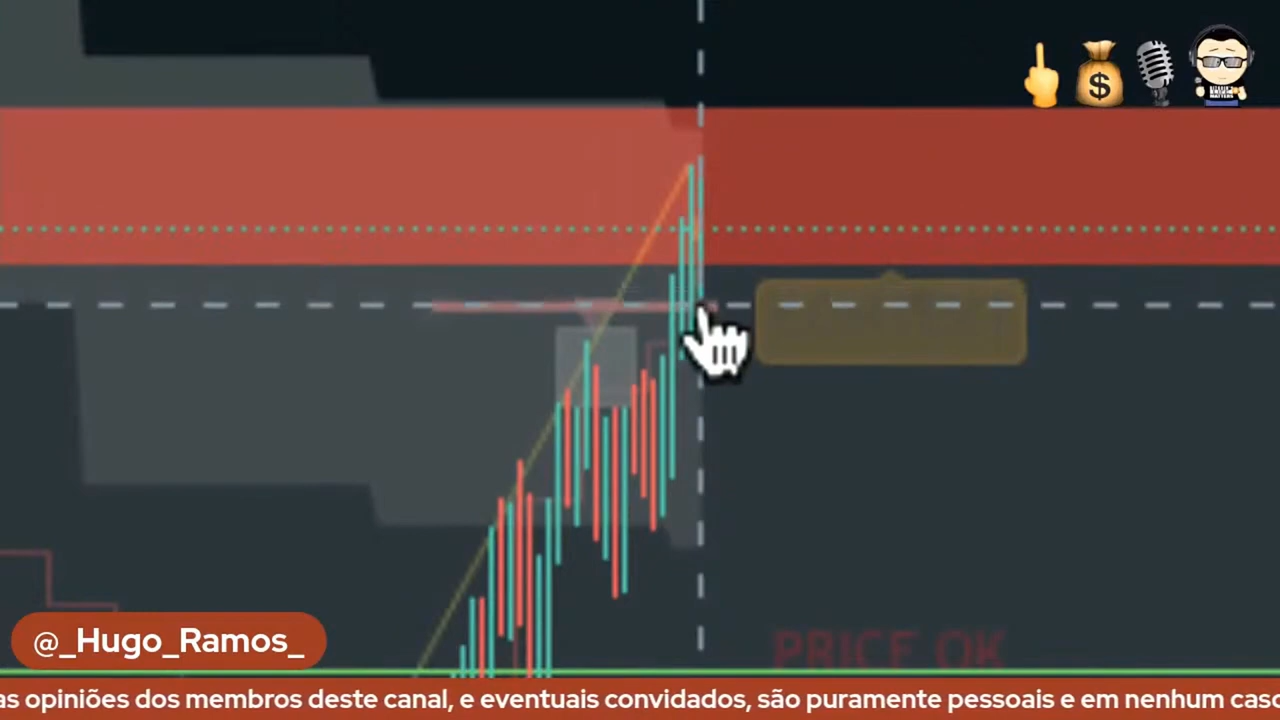 PRICE OK
@_Hugo_Ramos_
as opiniões dos membros deste canal, e eventuais convidados, são puramente pessoais e em nenhum caso